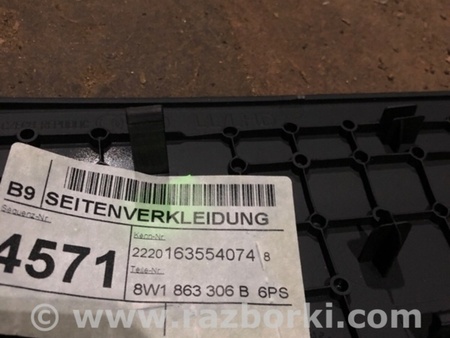 B9 SEITENVERKLEIDUNG
Sequenz-Nr.
4571
Kenn-Nr.
2220163554074 8
Teile-Nr.
8W1 863 306 B 6PS
www.razborki.com